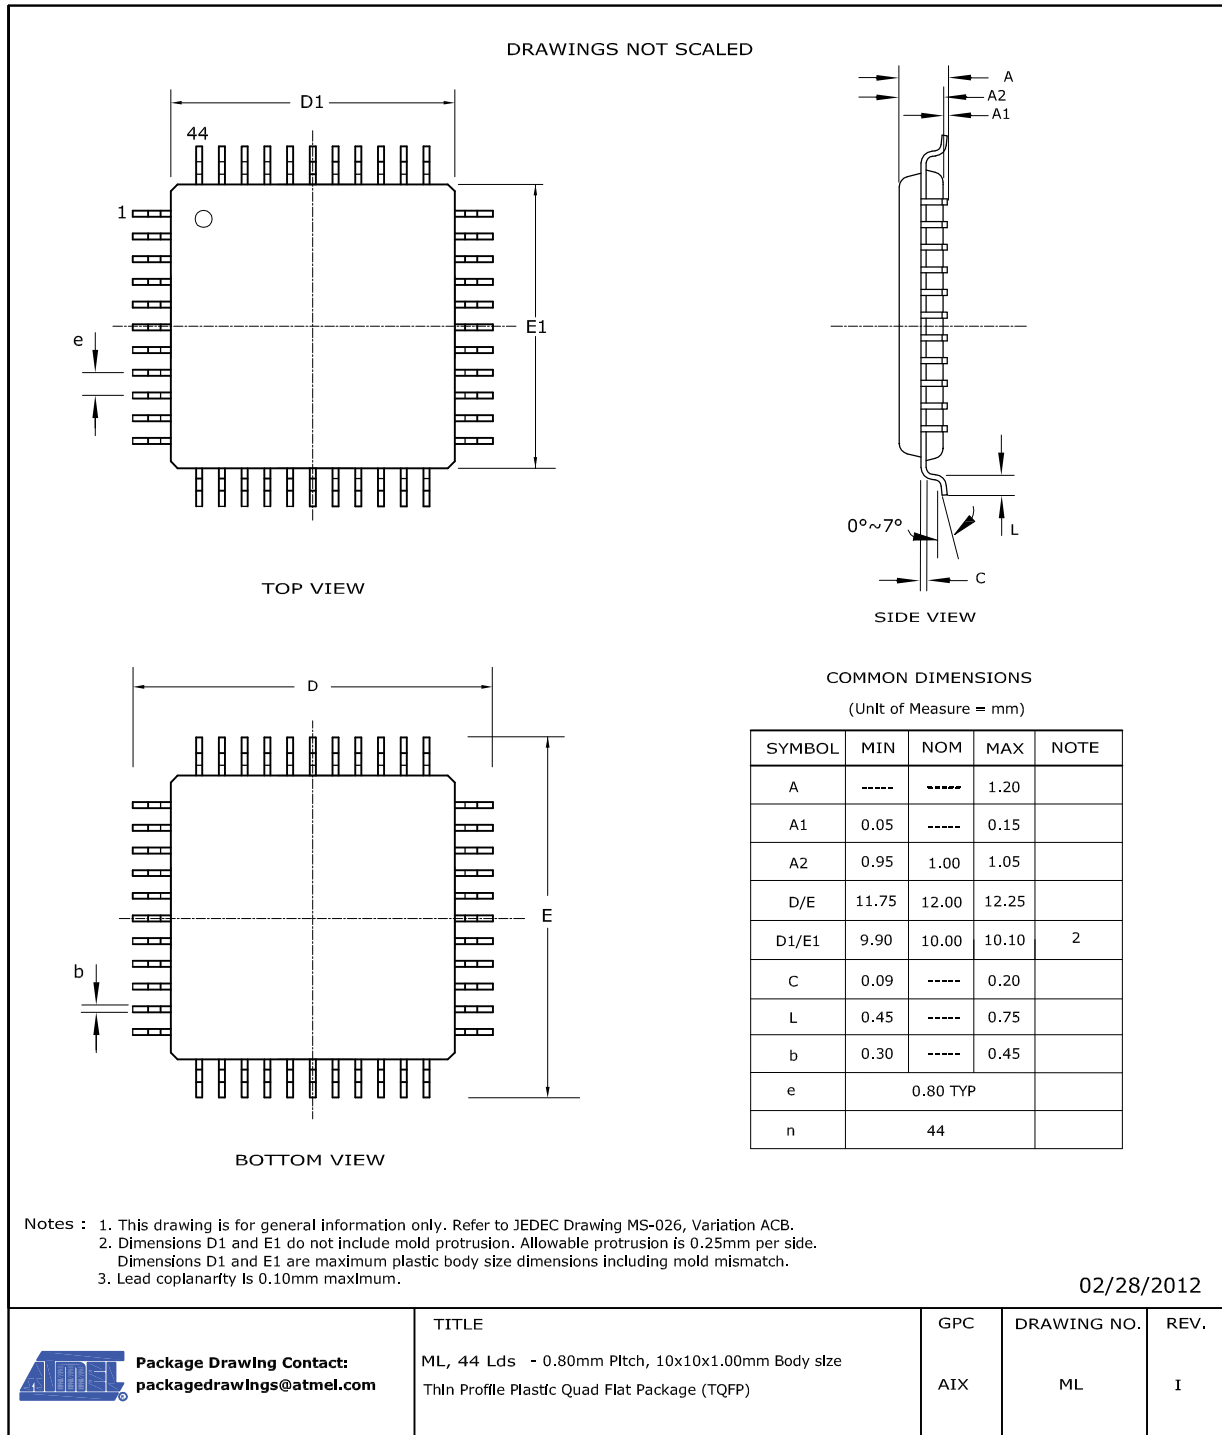 DRAWINGS NOT SCALED
D1
44
1
e
E1
TOP VIEW
A
A2
A1
0°~7°
L
C
SIDE VIEW
D
E
b
BOTTOM VIEW
COMMON DIMENSIONS
(Unit of Measure = mm)
SYMBOL MIN NOM MAX NOTE
A ----- ----- 1.20
A1 0.05 ----- 0.15
A2 0.95 1.00 1.05
D/E 11.75 12.00 12.25
D1/E1 9.90 10.00 10.10 2
C 0.09 ----- 0.20
L 0.45 ----- 0.75
b 0.30 ----- 0.45
e 0.80 TYP
n 44
Notes : 1. This drawing is for general information only. Refer to JEDEC Drawing MS-026, Variation ACB.
2. Dimensions D1 and E1 do not include mold protrusion. Allowable protrusion is 0.25mm per side.
Dimensions D1 and E1 are maximum plastic body size dimensions including mold mismatch.
3. Lead coplanarity is 0.10mm maximum.
02/28/2012
ATMEL
Package Drawing Contact:
packagedrawings@atmel.com
TITLE
ML, 44 Lds - 0.80mm Pitch, 10x10x1.00mm Body size
Thin Profile Plastic Quad Flat Package (TQFP)
GPC
AIX
DRAWING NO.
ML
REV.
I